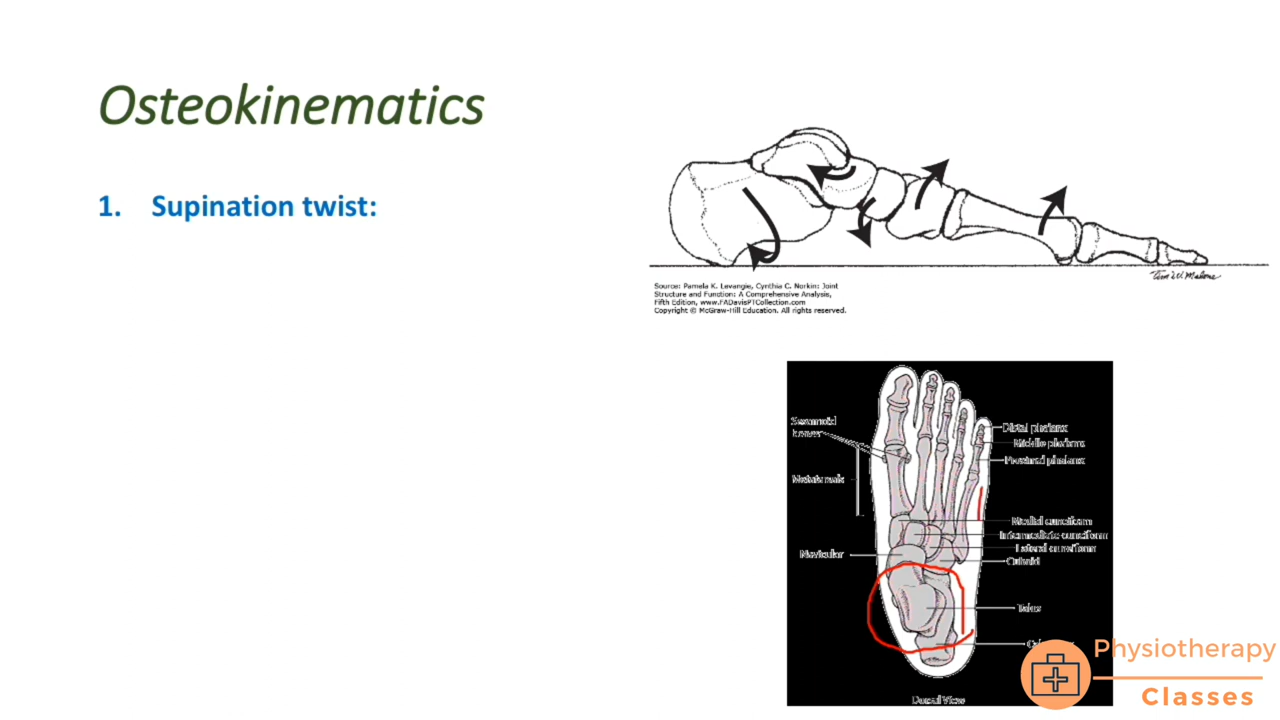 Osteokinematics
1. Supination twist:
Source: Pamela K. Levangie, Cynthia C. Norkin: Joint
Structure and Function: A Comprehensive Analysis,
Fifth Edition, www.FADavisPTCollection.com
Copyright © McGraw-Hill Education. All rights reserved.
Sesamoid
bones
Metatarsals
Navicular
Distal phalanx
Middle phalanx
Proximal phalanx
Medial cuneiform
Intermediate cuneiform
Lateral cuneiform
Cuboid
Talus
Dorsal View
Physiotherapy
Classes